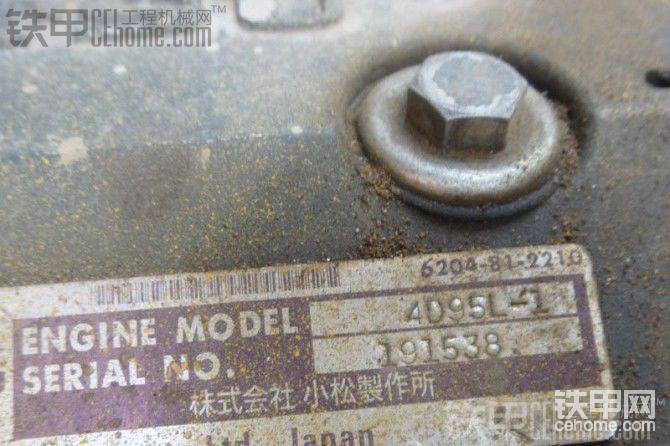 铁甲 工程机械网
CEhome.com
6204-81-2210
ENGINE MODEL 4D95L-1
SERIAL NO. 191538
株式会社 小松製作所
Ltd. Japan
铁甲网
cehome.com